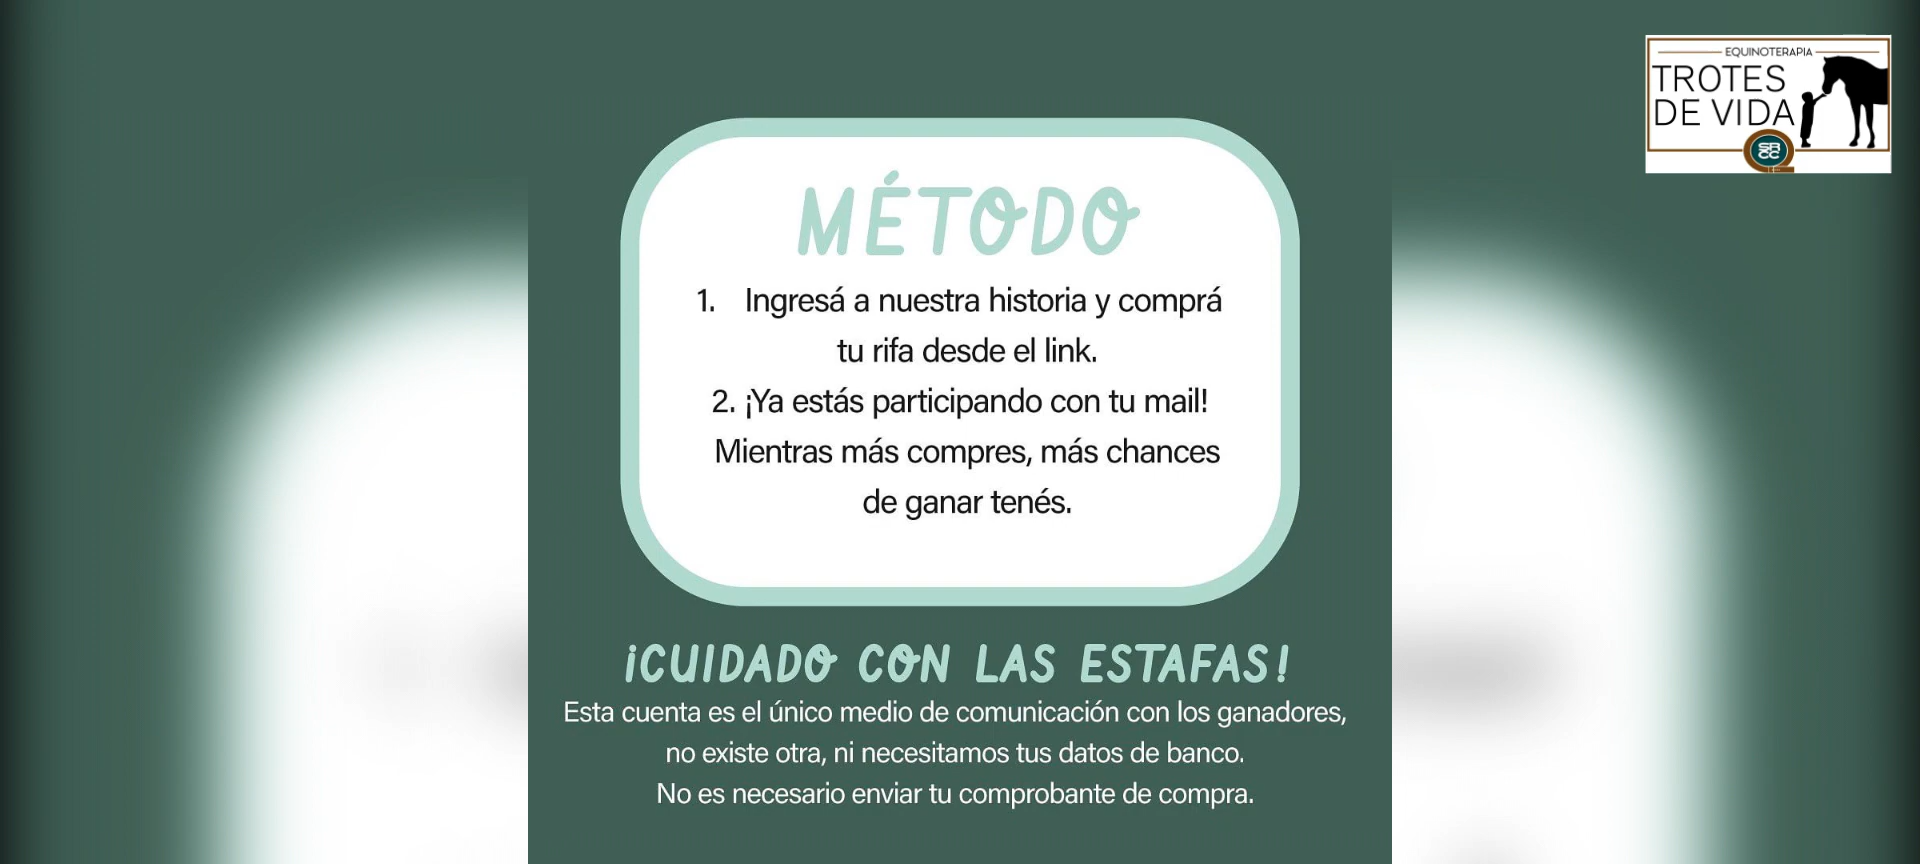 EQUINOTERAPIA
TROTES
DE VIDA
SR
CC
MÉTODO
1. Ingresá a nuestra historia y comprá
tu rifa desde el link.
2. ¡Ya estás participando con tu mail!
Mientras más compres, más chances
de ganar tenés.
¡CUIDADO CON LAS ESTAFAS!
Esta cuenta es el único medio de comunicación con los ganadores,
no existe otra, ni necesitamos tus datos de banco.
No es necesario enviar tu comprobante de compra.